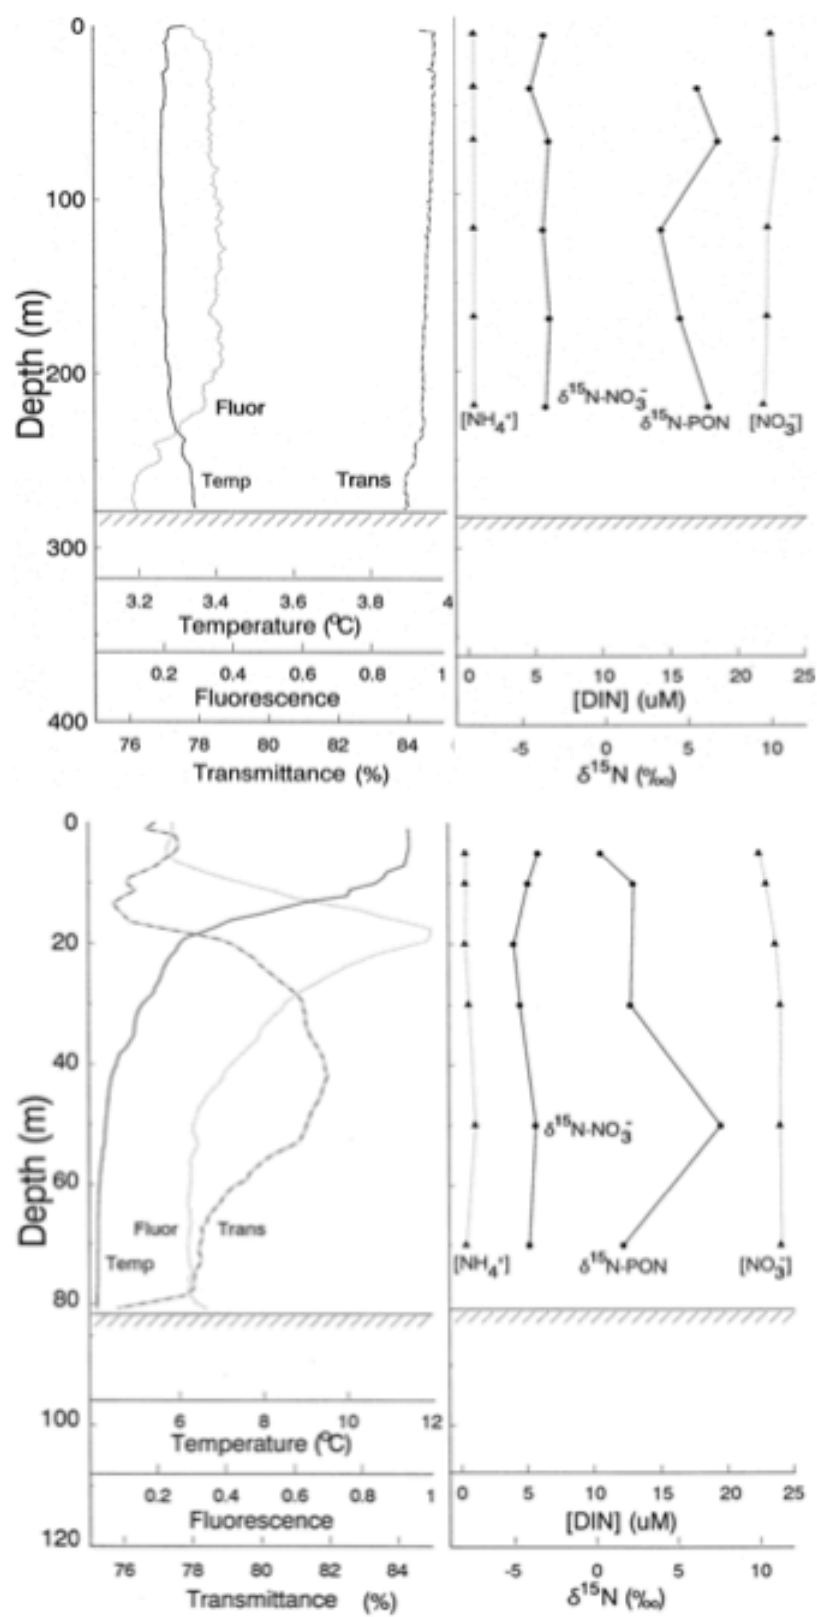 0
100
200
300
400
Depth (m)
Fluor
Temp
Trans
3.2 3.4 3.6 3.8 4
Temperature (ºC)
0.2 0.4 0.6 0.8 1
Fluorescence
76 78 80 82 84
Transmittance (%)
[NH₄⁺]
δ¹⁵N-NO₃⁻
δ¹⁵N-PON
[NO₃⁻]
0 5 10 15 20 25
[DIN] (uM)
-5 0 5 10
δ¹⁵N (‰)
0
20
40
60
80
100
120
Depth (m)
Fluor
Trans
Temp
6 8 10 12
Temperature (ºC)
0.2 0.4 0.6 0.8 1
Fluorescence
76 78 80 82 84
Transmittance (%)
δ¹⁵N-NO₃⁻
[NH₄⁺]
δ¹⁵N-PON
[NO₃⁻]
0 5 10 15 20 25
[DIN] (uM)
-5 0 5 10
δ¹⁵N (‰)